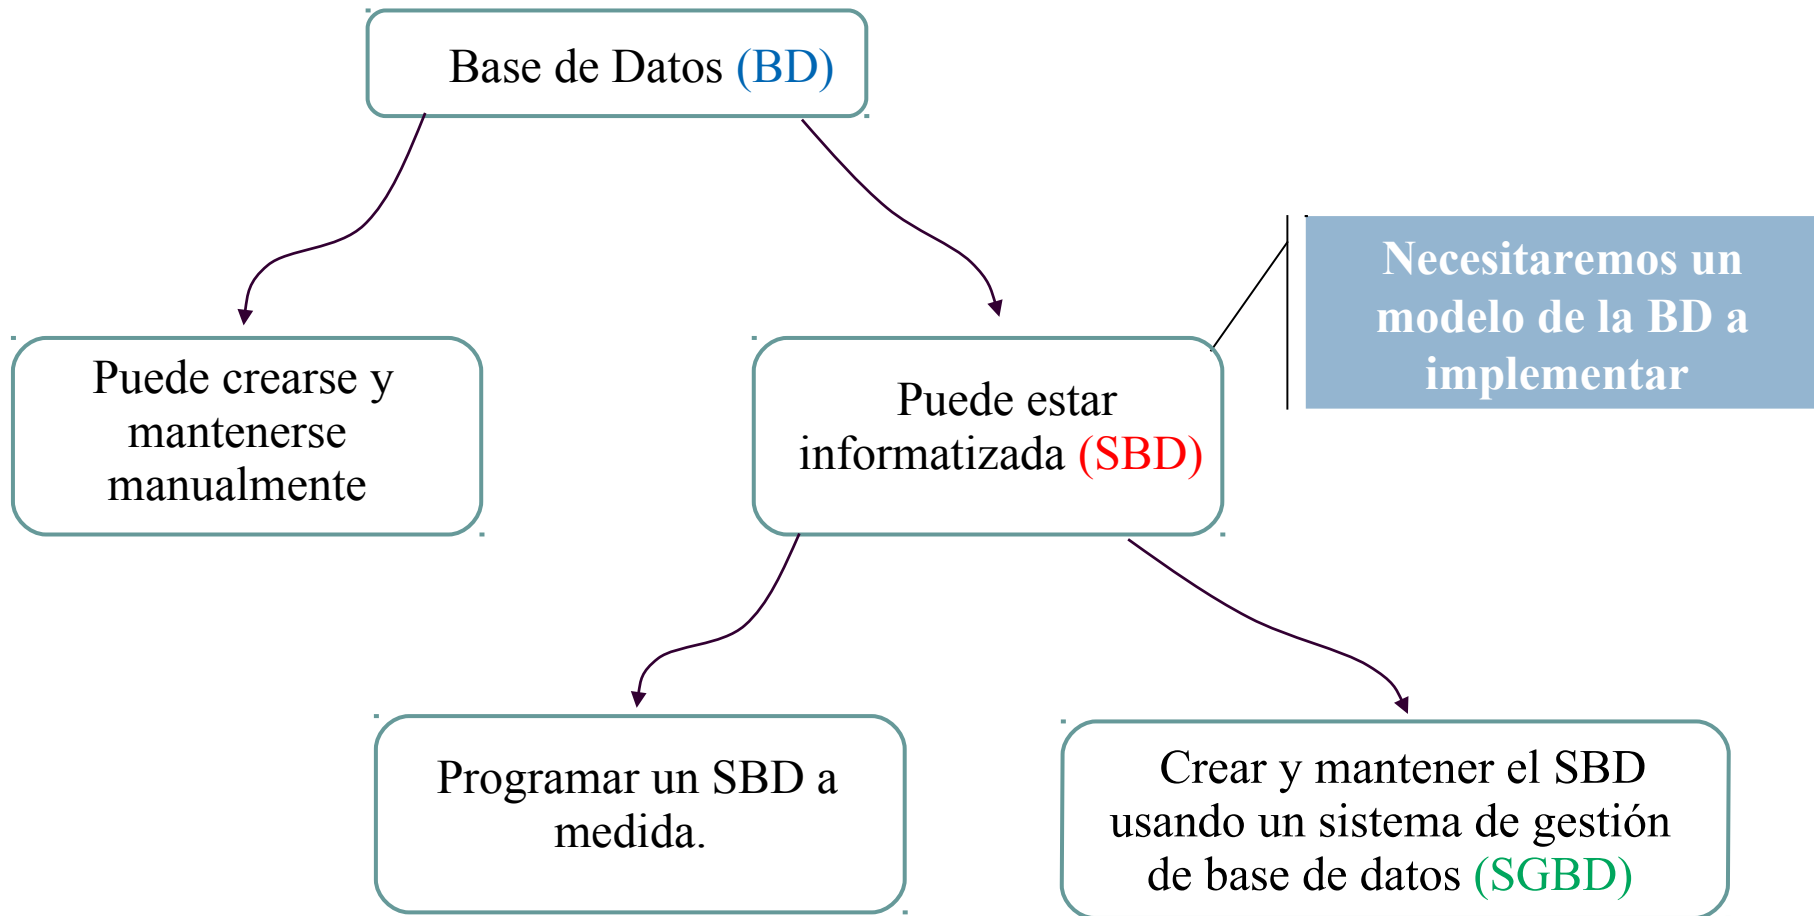 Base de Datos (BD)
Necesitaremos un
modelo de la BD a
implementar
Puede crearse y
mantenerse
manualmente
Puede estar
informatizada (SBD)
Programar un SBD a
medida.
Crear y mantener el SBD
usando un sistema de gestión
de base de datos (SGBD)